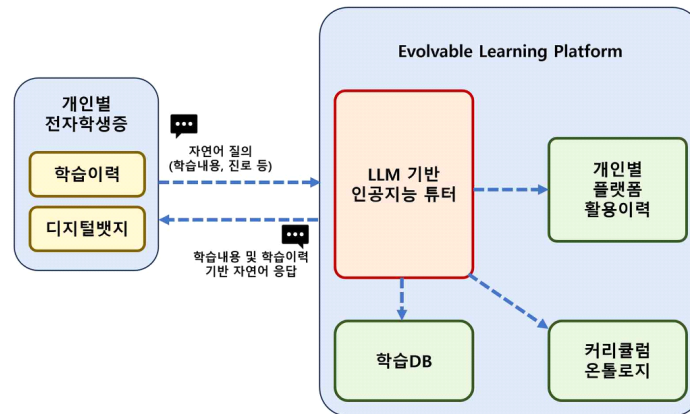 Evolvable Learning Platform
개인별
전자학생증
학습이력
디지털뱃지
자연어 질의
(학습내용, 진로 등)
학습내용 및 학습이력
기반 자연어 응답
LLM 기반
인공지능 튜터
개인별
플랫폼
활용이력
학습DB
커리큘럼
온톨로지